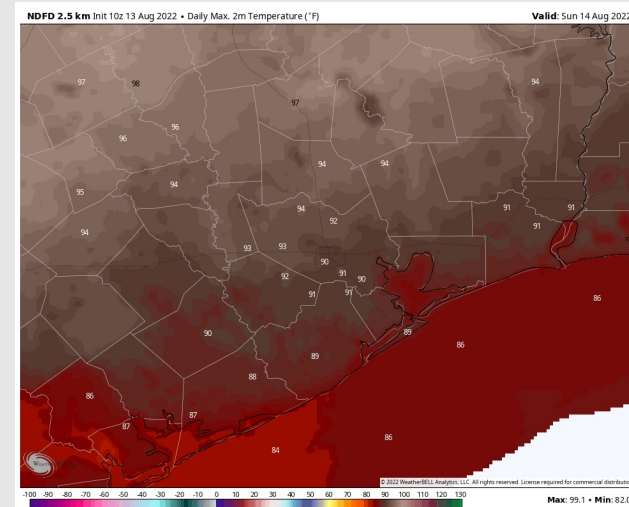 NDFD 2.5 km Init 10z 13 Aug 2022 • Daily Max. 2m Temperature (°F)
Valid: Sun 14 Aug 2022
97 98 94
97
96 96
94 94
94
95
94 91 91
92 91
94
93 93
90
92 91 90
91 91
90 89
86
86
89
88
86
87 87
86
84
© 2022 WeatherBELL Analytics, LLC. All rights reserved. License required for commercial distributio
-100 -90 -80 -70 -60 -50 -40 -30 -20 -10 0 10 20 30 40 50 60 70 80 90 100 110 120 130
Max: 99.1 • Min: 82.0